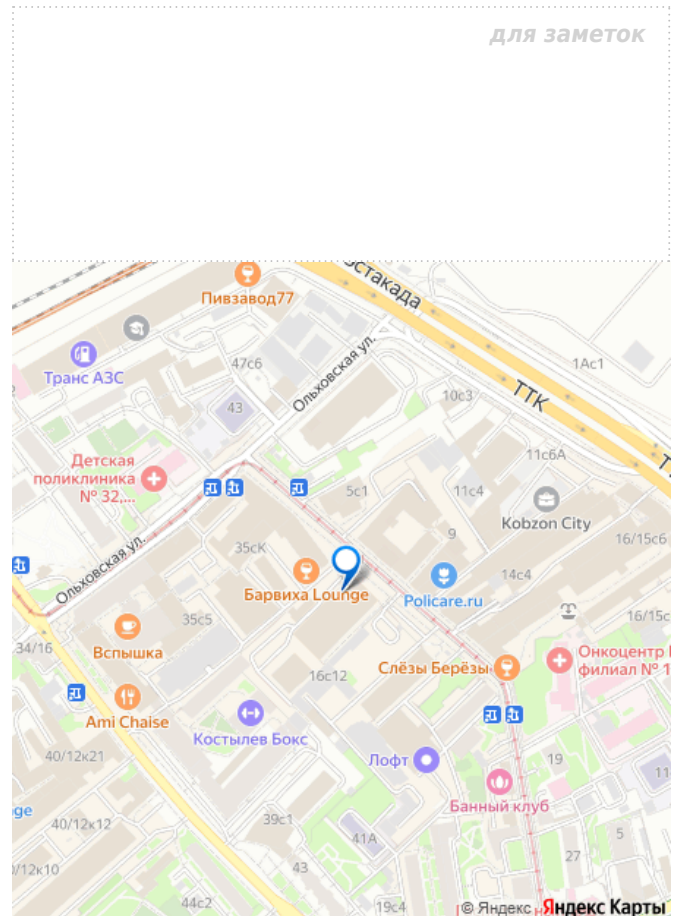 для заметок
Эстакада
Пивзавод77
Транс АЗС
47с6
Ольховская ул.
1Ас1
ТТК
43
10с3
Детская
поликлиника
№ 32,...
11с6А
5с1
11с4
Kobzon City
9
16/15с6
35сК
Ольховская ул.
Барвиха Lounge
14с4
Policare.ru
16/15с
35с5
34/16
Вспышка
Онкоцентр
филиал № 1
Слёзы Берёзы
16с12
Ami Chaise
Костылев Бокс
40/12к21
Лофт
19
11
Банный клуб
ge
40/12к12
39с1
41А
5
27
/12к10
43
44с2
19с4
© Яндекс Яндекс Карты